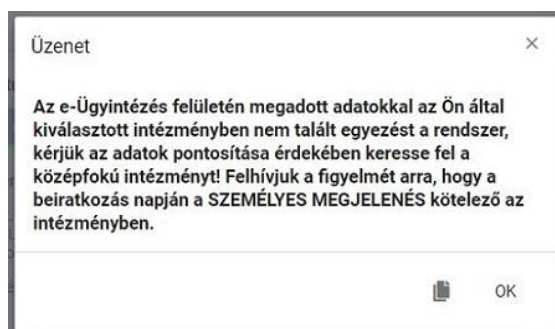 Üzenet
Az e-Ügyintézés felületén megadott adatokkal az Ön által
kiválasztott intézményben nem talált egyezést a rendszer,
kérjük az adatok pontosítása érdekében keresse fel a
középfokú intézményt! Felhívjuk a figyelmét arra, hogy a
beiratkozás napján a SZEMÉLYES MEGJELENÉS kötelező az
intézményben.
OK